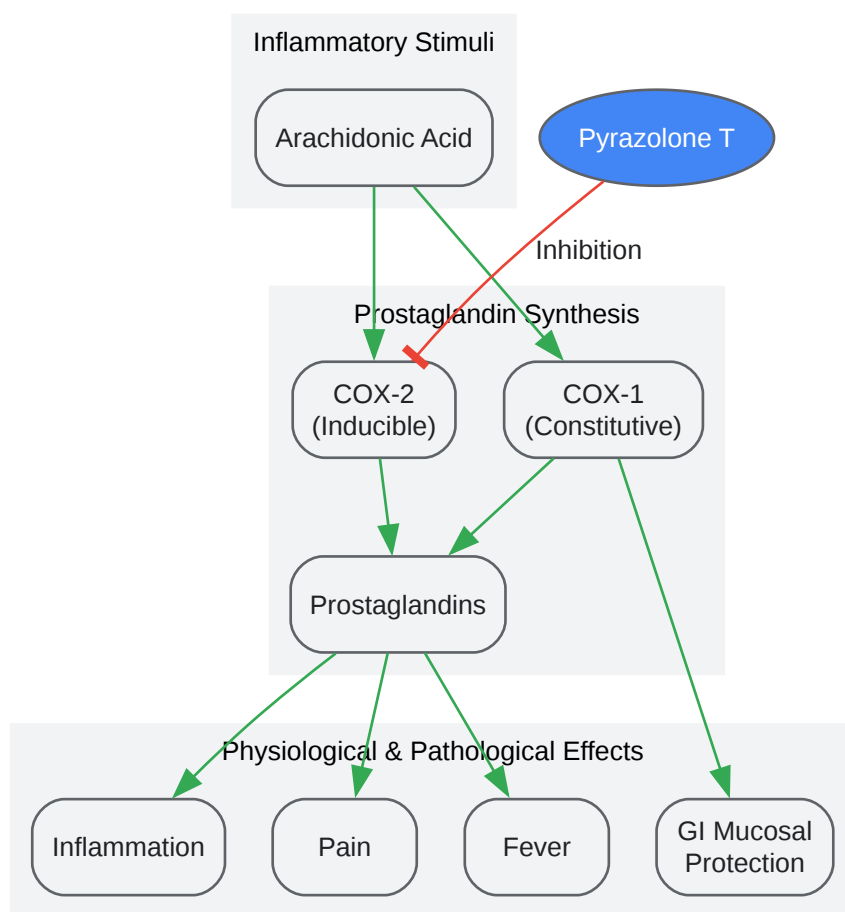 Inflammatory Stimuli
Arachidonic Acid
Pyrazolone T
Inhibition
Prostaglandin Synthesis
COX-2
(Inducible)
COX-1
(Constitutive)
Prostaglandins
Physiological & Pathological Effects
Inflammation
Pain
Fever
GI Mucosal
Protection